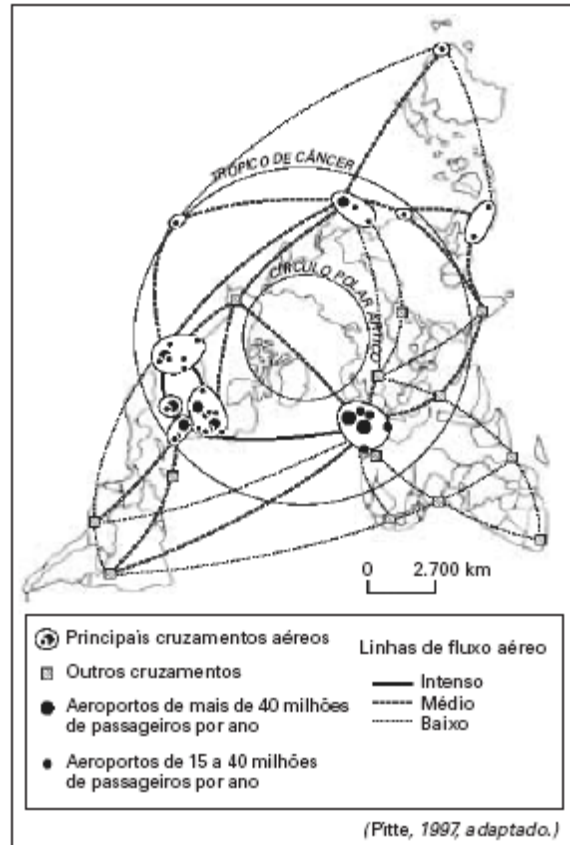 TRÓPICO DE CÂNCER
CÍRCULO POLAR ÁRTICO
0 2.700 km
Principais cruzamentos aéreos
Outros cruzamentos
Aeroportos de mais de 40 milhões
de passageiros por ano
Aeroportos de 15 a 40 milhões
de passageiros por ano
Linhas de fluxo aéreo
Intenso
Médio
Baixo
(Pitte, 1997, adaptado.)